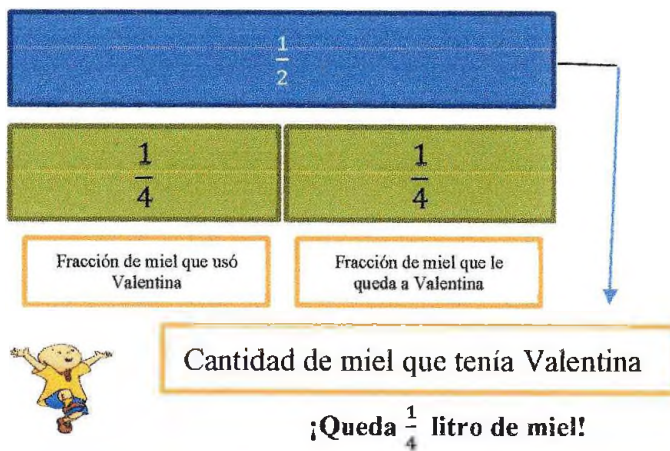 1/2
1/4 1/4
Fracción de miel que usó
Valentina
Fracción de miel que le
queda a Valentina
Cantidad de miel que tenía Valentina
¡Queda 1/4 litro de miel!